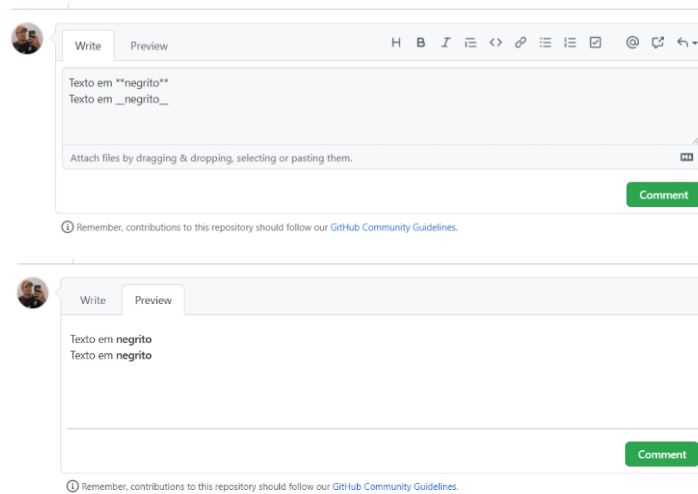 Write Preview
Texto em **negrito**
Texto em __negrito__
Attach files by dragging & dropping, selecting or pasting them.
Comment
Remember, contributions to this repository should follow our GitHub Community Guidelines.
Write Preview
Texto em negrito
Texto em negrito
Comment
Remember, contributions to this repository should follow our GitHub Community Guidelines.